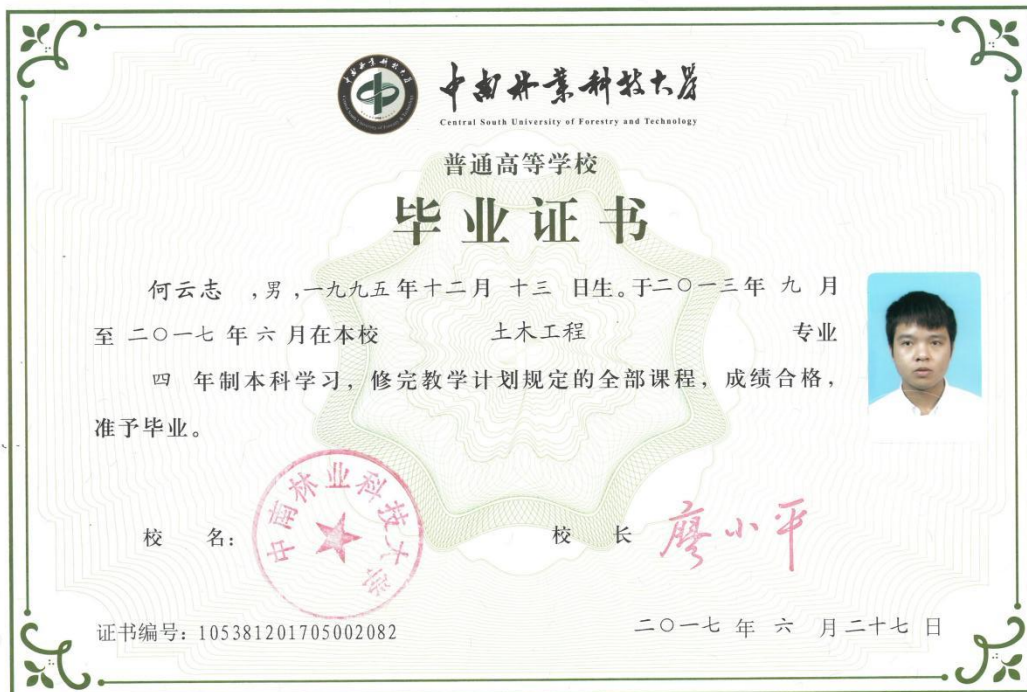 中南林业科技大学
Central South University of Forestry and Technology
普通高等学校
毕业证书
何云志 ,男,一九九五年十二月 十三 日生。于二〇一三年 九 月
至 二〇一七 年 六 月在本校 土木工程 专业
四 年制本科学习，修完教学计划规定的全部课程，成绩合格，
准予毕业。
校 名：
中南林业科技大学
校 长 廖小平
证书编号：105381201705002082
二〇一七 年 六 月二十七 日